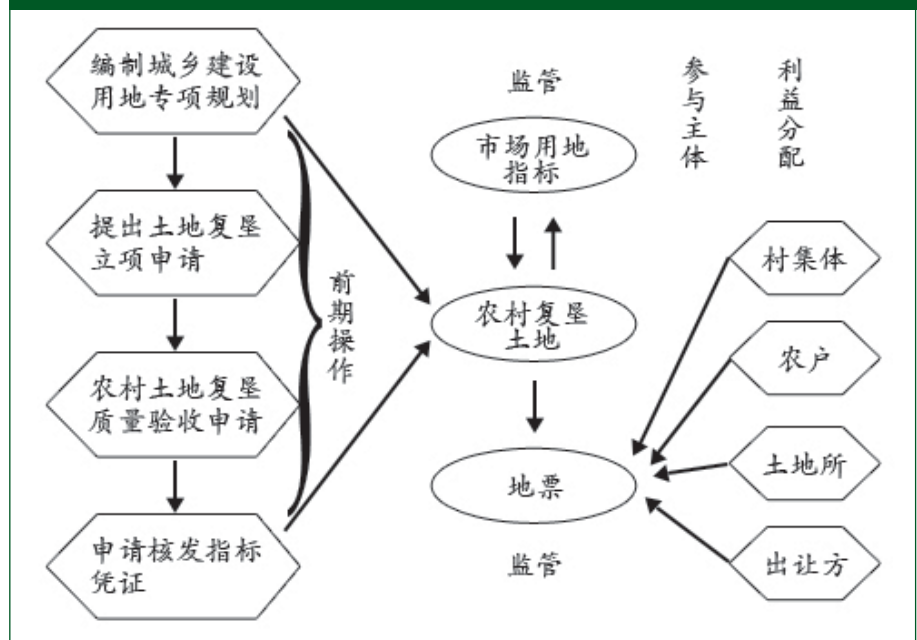 编制城乡建设
用地专项规划
提出土地复垦
立项申请
农村土地复垦
质量验收申请
申请核发指标
凭证
前期操作
监管
市场用地
指标
农村复垦
土地
地票
监管
参与主体
利益分配
村集体
农户
土地所
出让方